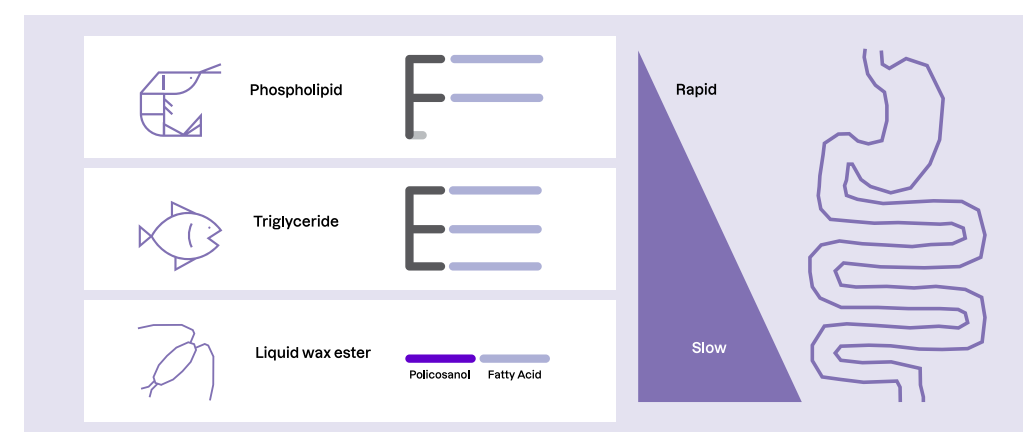 Phospholipid
Triglyceride
Liquid wax ester
Policosanol
Fatty Acid
Rapid
Slow